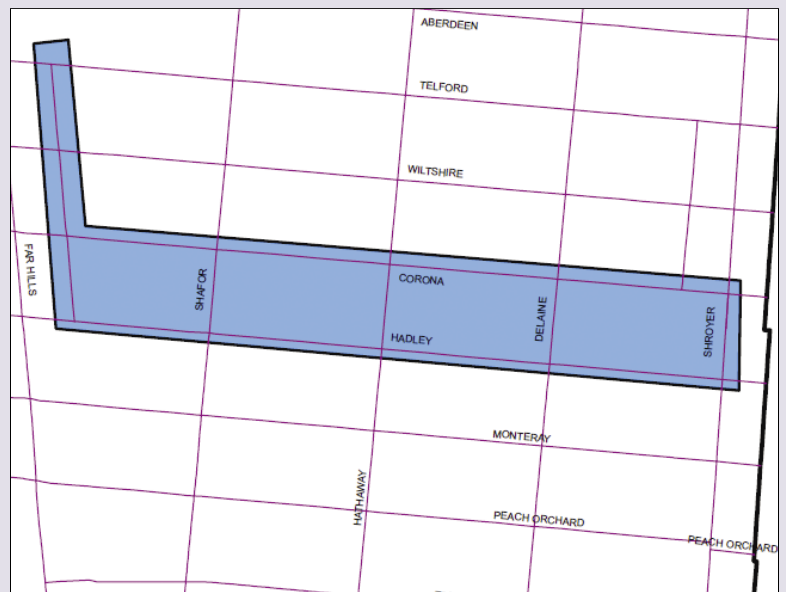 ABERDEEN
TELFORD
WILTSHIRE
FAR HILLS
SHAFOR
CORONA
DELAINE
SHROYER
HADLEY
MONTERAY
HATHAWAY
PEACH ORCHARD
PEACH ORCHARD